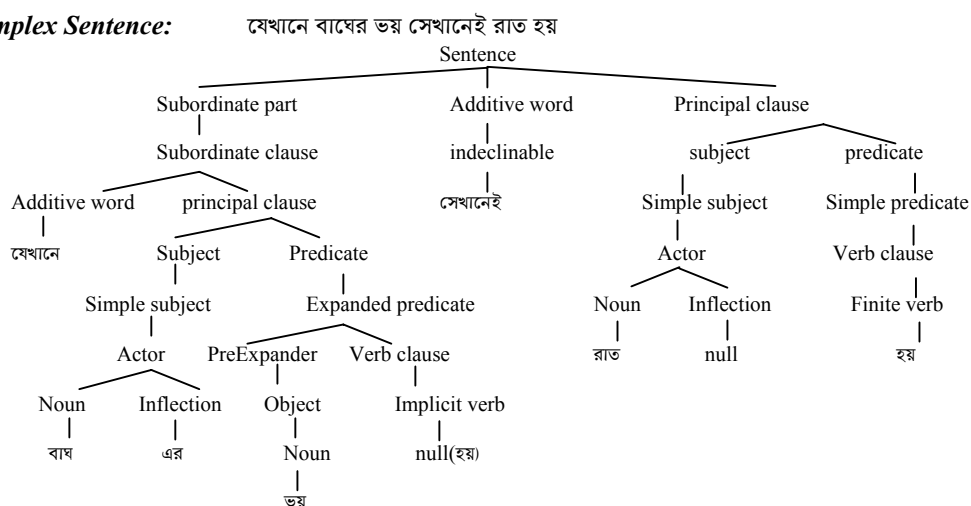 mplex Sentence: যেখানে বাঘের ভয় সেখানেই রাত হয়
Sentence
Subordinate part Additive word Principal clause
Subordinate clause indeclinable subject predicate
Additive word principal clause সেখানেই Simple subject Simple predicate
যেখানে Subject Predicate Actor Verb clause
Simple subject Expanded predicate Noun Inflection Finite verb
Actor PreExpander Verb clause রাত null হয়
Noun Inflection Object Implicit verb
বাঘ এর Noun null(হয়)
ভয়